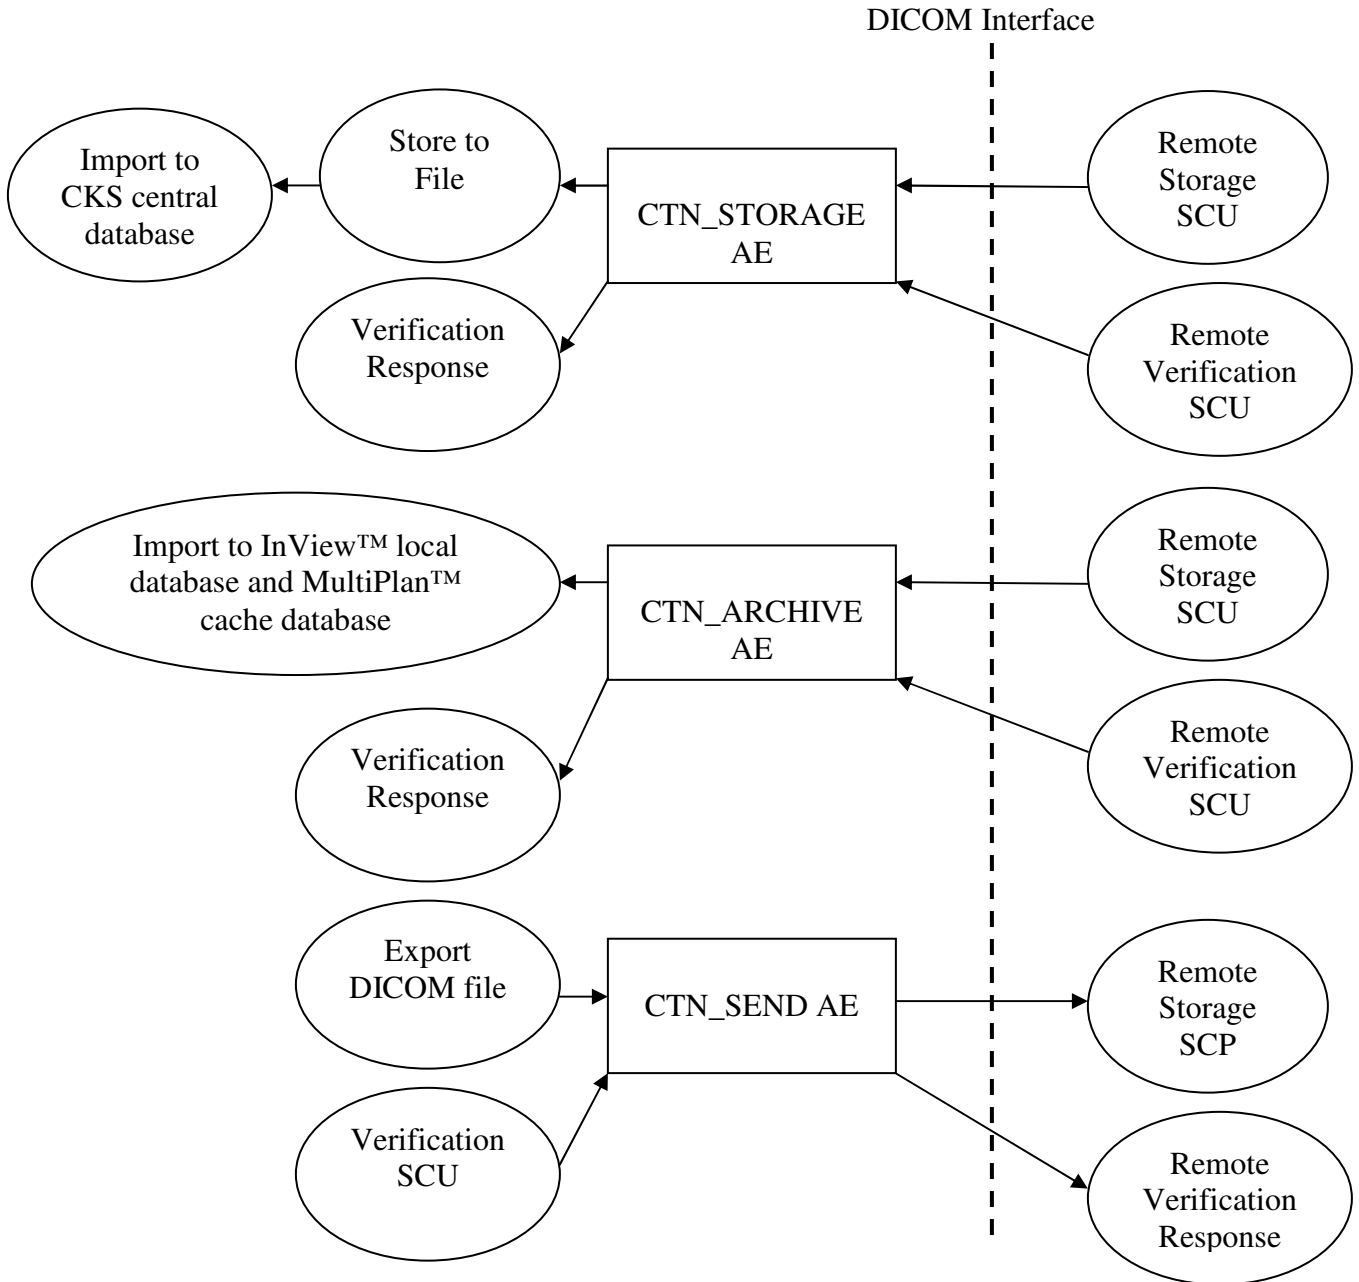 DICOM Interface
Import to
CKS central
database
Store to
File
CTN_STORAGE
AE
Remote
Storage
SCU
Verification
Response
Remote
Verification
SCU
Import to InView™ local
database and MultiPlan™
cache database
CTN_ARCHIVE
AE
Remote
Storage
SCU
Verification
Response
Remote
Verification
SCU
Export
DICOM file
CTN_SEND AE
Remote
Storage
SCP
Verification
SCU
Remote
Verification
Response